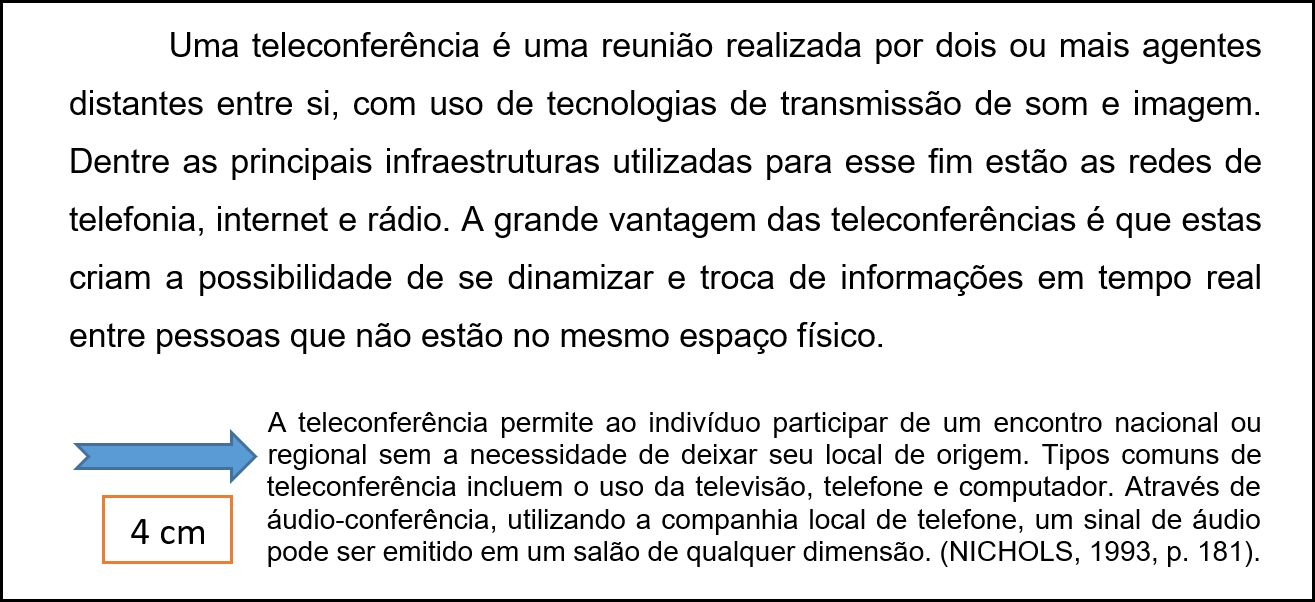 Uma teleconferência é uma reunião realizada por dois ou mais agentes
distantes entre si, com uso de tecnologias de transmissão de som e imagem.
Dentre as principais infraestruturas utilizadas para esse fim estão as redes de
telefonia, internet e rádio. A grande vantagem das teleconferências é que estas
criam a possibilidade de se dinamizar e troca de informações em tempo real
entre pessoas que não estão no mesmo espaço físico.
A teleconferência permite ao indivíduo participar de um encontro nacional ou
regional sem a necessidade de deixar seu local de origem. Tipos comuns de
teleconferência incluem o uso da televisão, telefone e computador. Através de
áudio-conferência, utilizando a companhia local de telefone, um sinal de áudio
pode ser emitido em um salão de qualquer dimensão. (NICHOLS, 1993, p. 181).
4 cm